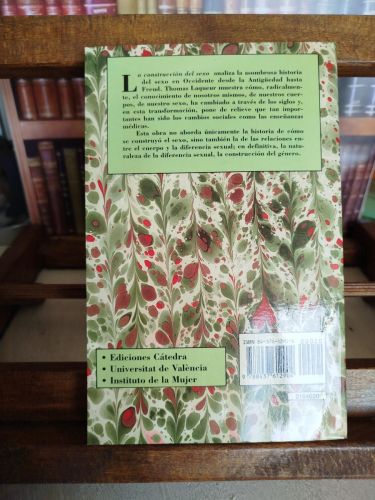 La construcción del sexo analiza la asombrosa historia
del sexo en Occidente desde la Antigüedad hasta
Freud. Thomas Laqueur muestra cómo, radicalmen-
te, el conocimiento de nosotros mismos, de nuestros cuer-
pos, de nuestro sexo, ha cambiado a través de los siglos y,
en esta transformación, pone de relieve que tan impor-
tantes han sido los cambios sociales como las enseñanzas
médicas.
Esta obra no aborda únicamente la historia de cómo
se construyó el sexo, sino también la de las relaciones en-
tre el cuerpo y la diferencia sexual; en definitiva, la natu-
raleza de la diferencia sexual, la construcción del género.
• Ediciones Cátedra
• Universitat de València
• Instituto de la Mujer
ISBN 84-376-